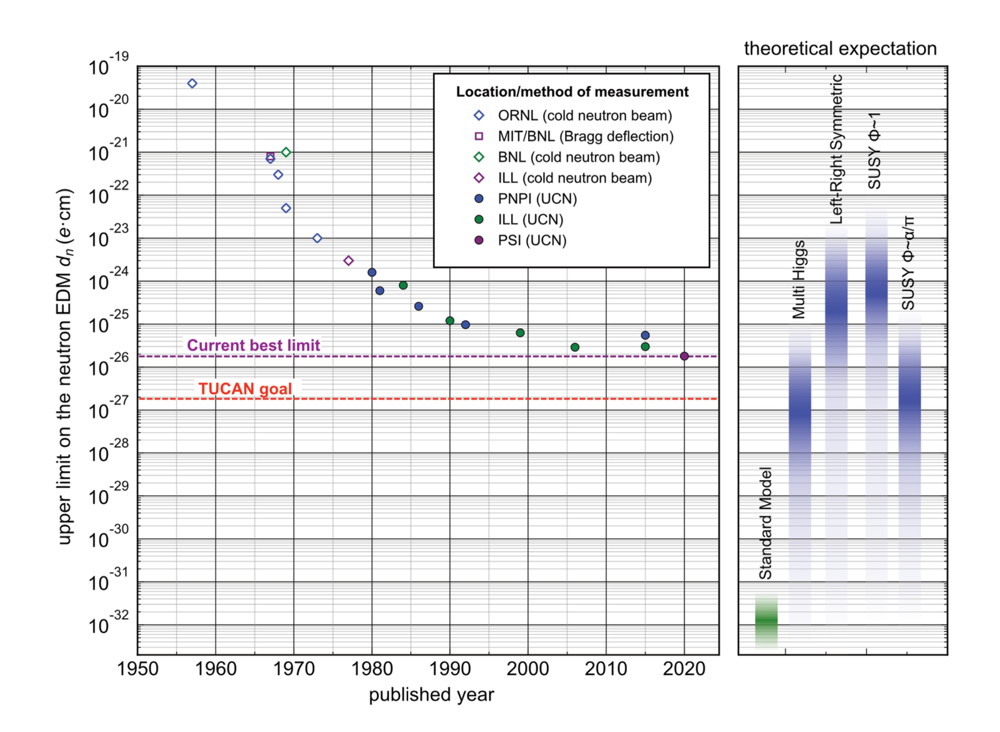 theoretical expectation
upper limit on the neutron EDM dₙ (e·cm)
10⁻¹⁹
10⁻²⁰
10⁻²¹
10⁻²²
10⁻²³
10⁻²⁴
10⁻²⁵
10⁻²⁶
10⁻²⁷
10⁻²⁸
10⁻²⁹
10⁻³⁰
10⁻³¹
10⁻³²
Location/method of measurement
ORNL (cold neutron beam)
MIT/BNL (Bragg deflection)
BNL (cold neutron beam)
ILL (cold neutron beam)
PNPI (UCN)
ILL (UCN)
PSI (UCN)
Current best limit
TUCAN goal
1950 1960 1970 1980 1990 2000 2010 2020
published year
Standard Model
Multi Higgs
Left-Right Symmetric
SUSY Φ~1
SUSY Φ~α/π